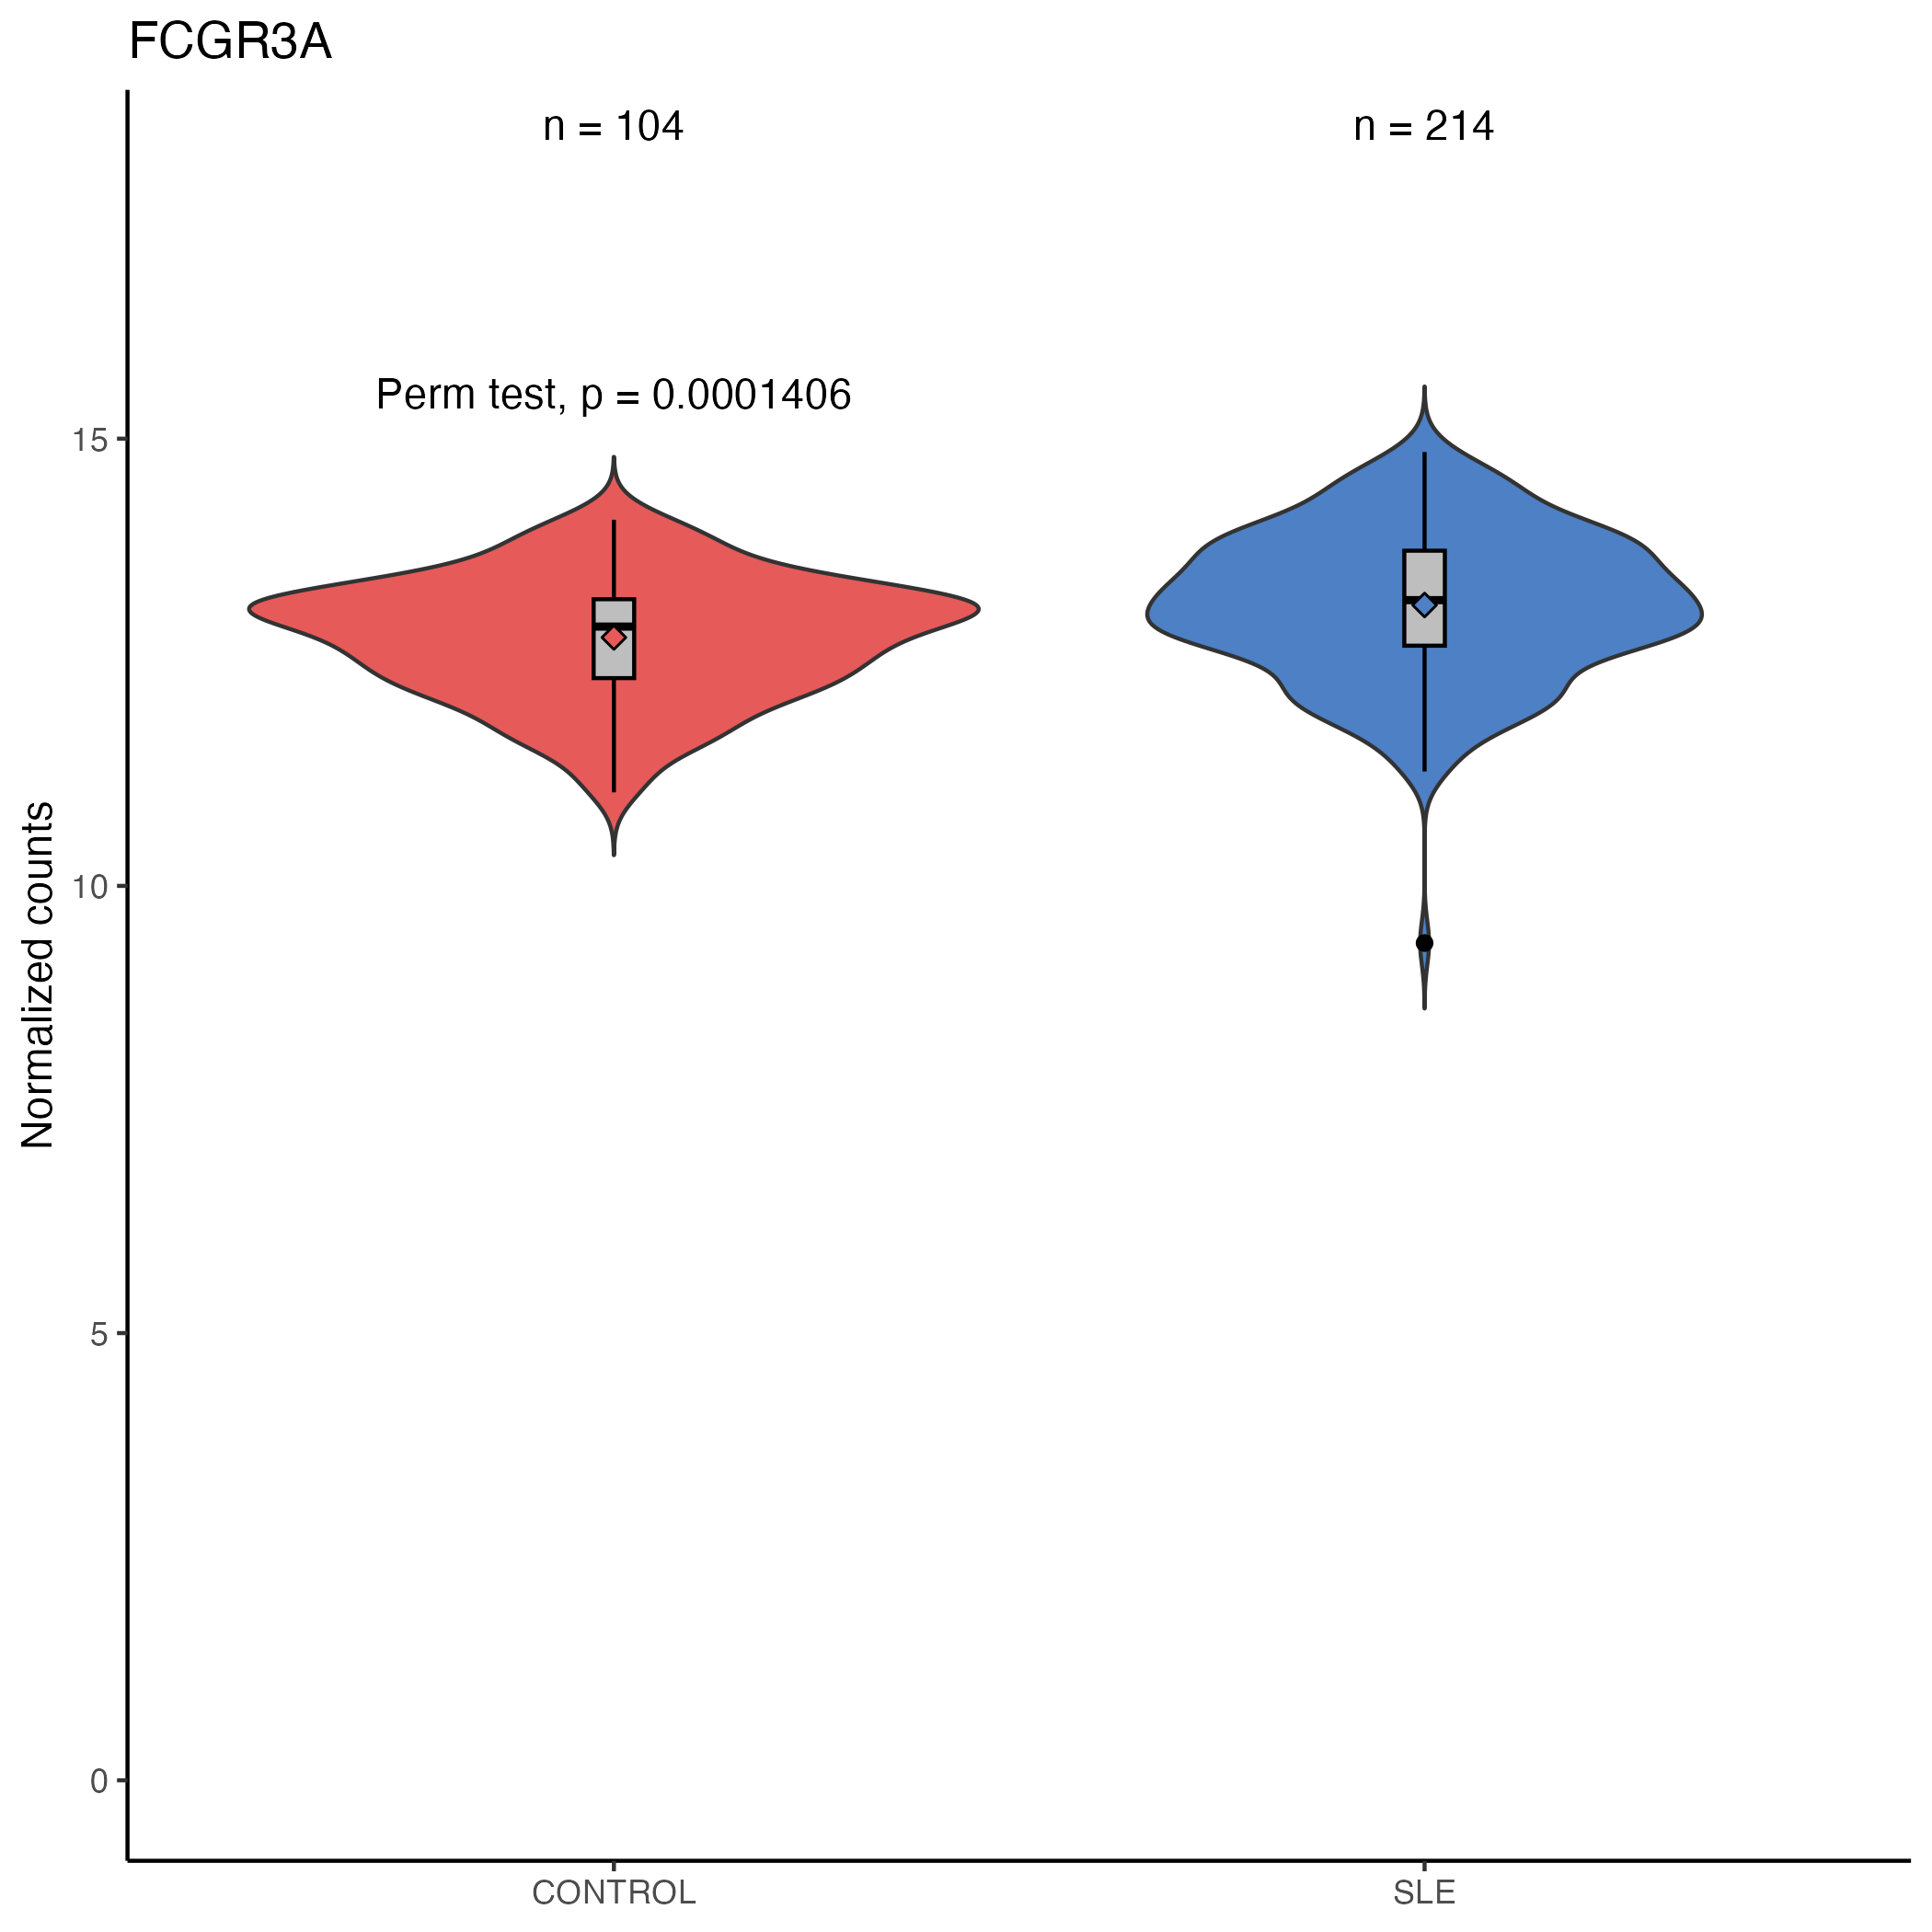 FCGR3A
n = 104
n = 214
Perm test, p = 0.0001406
15
10
5
0
Normalized counts
CONTROL
SLE